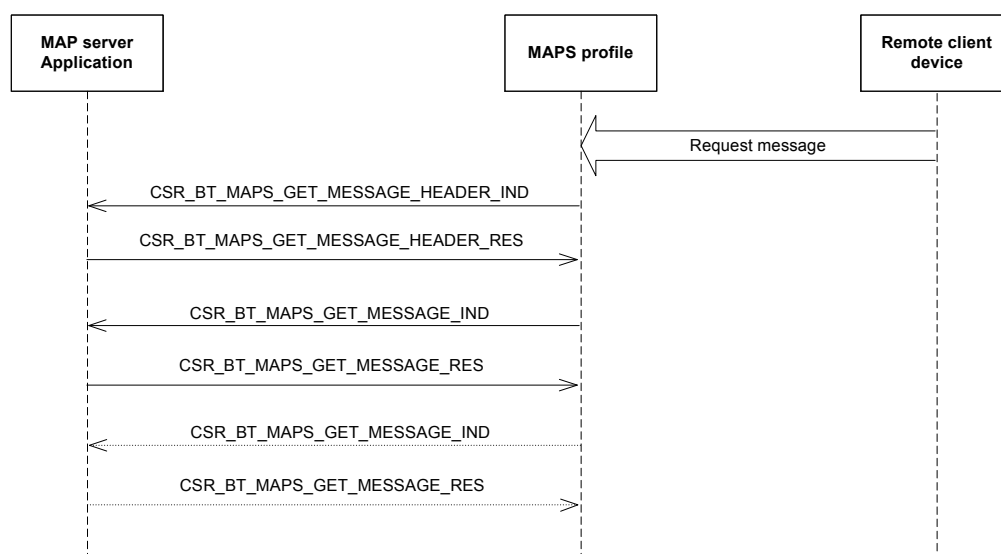 MAP server
Application
MAPS profile
Remote client
device
Request message
CSR_BT_MAPS_GET_MESSAGE_HEADER_IND
CSR_BT_MAPS_GET_MESSAGE_HEADER_RES
CSR_BT_MAPS_GET_MESSAGE_IND
CSR_BT_MAPS_GET_MESSAGE_RES
CSR_BT_MAPS_GET_MESSAGE_IND
CSR_BT_MAPS_GET_MESSAGE_RES